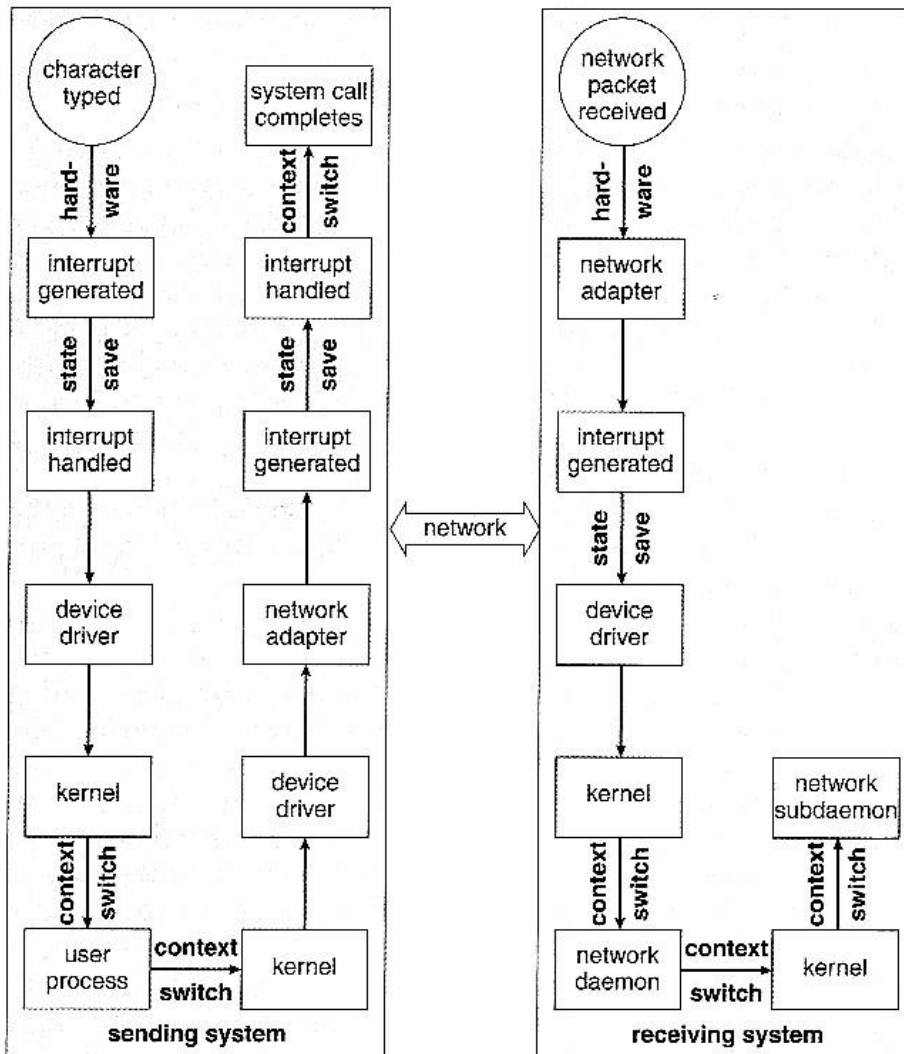 character
typed
hard-
ware
interrupt
generated
state
save
interrupt
handled
device
driver
kernel
context
switch
user
process
context
switch
kernel
device
driver
network
adapter
interrupt
generated
state
save
interrupt
handled
context
switch
system call
completes
sending system
network
network
packet
received
hard-
ware
network
adapter
interrupt
generated
state
save
device
driver
kernel
context
switch
network
daemon
context
switch
kernel
context
switch
network
subdaemon
receiving system